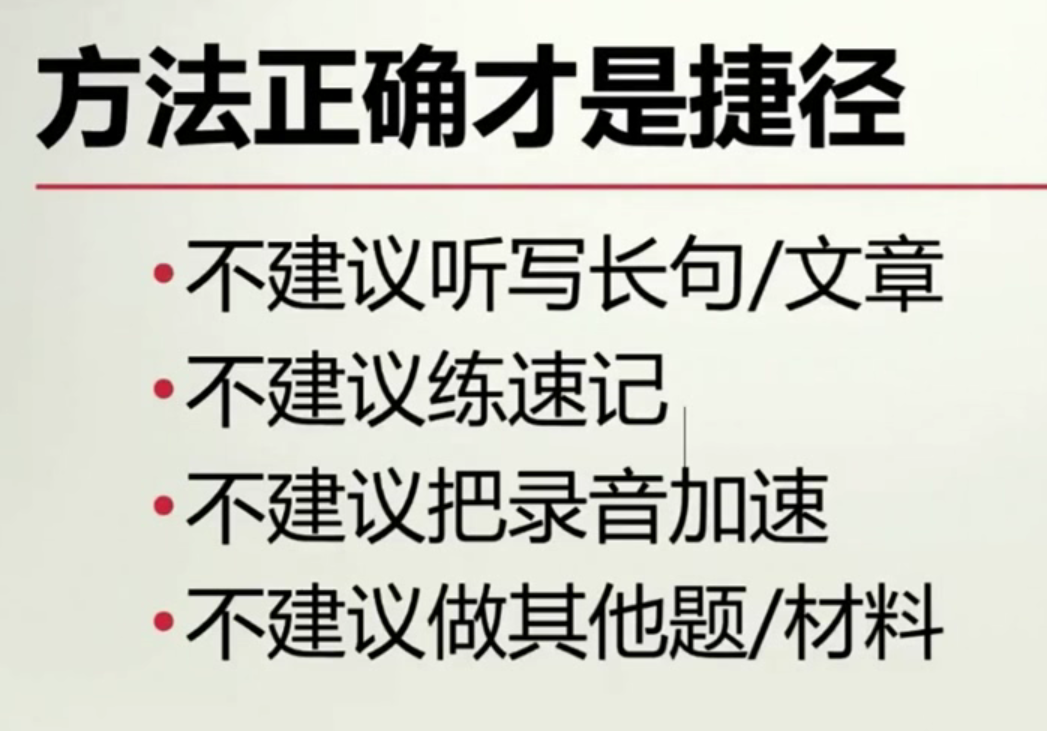 方法正确才是捷径
•不建议听写长句/文章
•不建议练速记
•不建议把录音加速
•不建议做其他题/材料